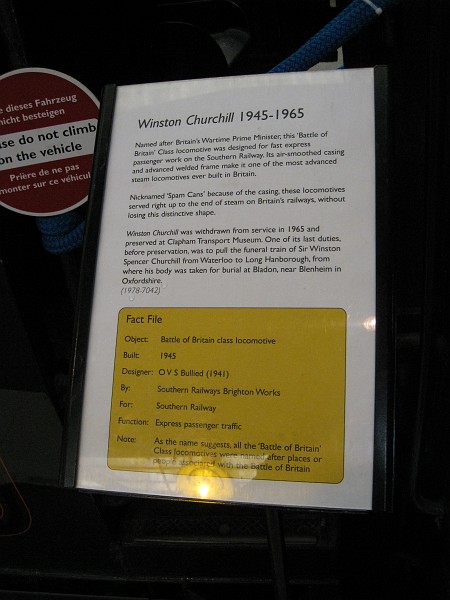 e dieses Fahrzeug
nicht besteigen
se do not climb
on the vehicle
Prière de ne pas
monter sur ce véhicul
Winston Churchill 1945-1965
Named after Britain's Wartime Prime Minister, this 'Battle of
Britain' Class locomotive was designed for fast express
passenger work on the Southern Railway. Its air-smoothed casing
and advanced welded frame make it one of the most advanced
steam locomotives ever built in Britain.
Nicknamed 'Spam Cans' because of the casing, these locomotives
served right up to the end of steam on Britain's railways, without
losing this distinctive shape.
Winston Churchill was withdrawn from service in 1965 and
preserved at Clapham Transport Museum. One of its last duties,
before preservation, was to pull the funeral train of Sir Winston
Spencer Churchill from Waterloo to Long Hanborough, from
where his body was taken for burial at Bladon, near Blenheim in
Oxfordshire.
(1978-7042)
Fact File
Object: Battle of Britain class locomotive
Built: 1945
Designer: O V S Bullied (1941)
By: Southern Railways Brighton Works
For: Southern Railway
Function: Express passenger traffic
Note: As the name suggests, all the 'Battle of Britain'
Class locomotives were named after places or
people identified with the Battle of Britain